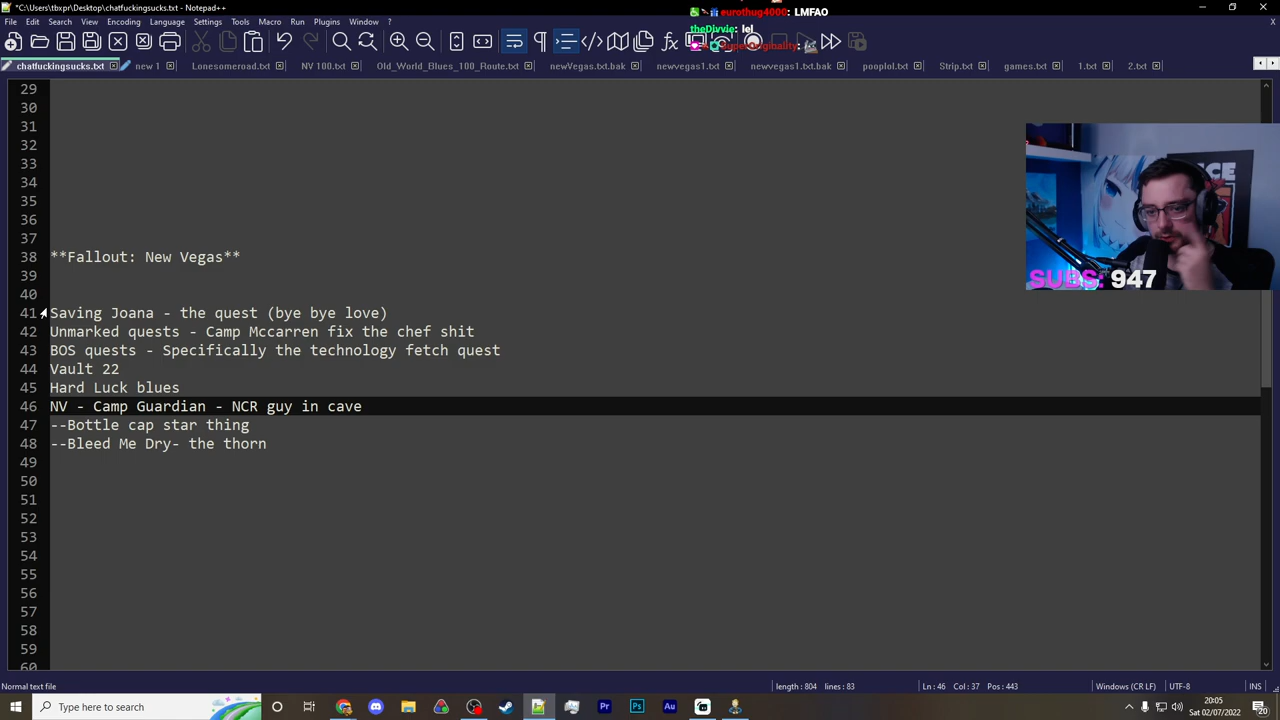 *C:\Users\tbxpr\Desktop\chatfuckingsucks.txt - Notepad++
eurothug4000: LMFAO
File Edit Search View Encoding Language Settings Tools Macro Run Plugins Window ?
theDivvie: lel
SuperOriginality:
chatfuckingsucks.txt new 1 Lonesomeroad.txt NV 100.txt Old_World_Blues_100_Route.txt newVegas.txt.bak newvegas1.txt newvegas1.txt.bak pooplol.txt Strip.txt games.txt 1.txt 2.txt
29
30
31
32
33
34
35
36
37
38 **Fallout: New Vegas**
39
40
41 Saving Joana - the quest (bye bye love)
42 Unmarked quests - Camp Mccarren fix the chef shit
43 BOS quests - Specifically the technology fetch quest
44 Vault 22
45 Hard Luck blues
46 NV - Camp Guardian - NCR guy in cave
47 --Bottle cap star thing
48 --Bleed Me Dry- the thorn
49
50
51
52
53
54
55
56
57
58
59
60
SUBS: 947
Normal text file length : 804 lines : 83 Ln : 46 Col : 37 Pos : 443 Windows (CR LF) UTF-8 INS
Type here to search
20:05
Sat 02/07/2022